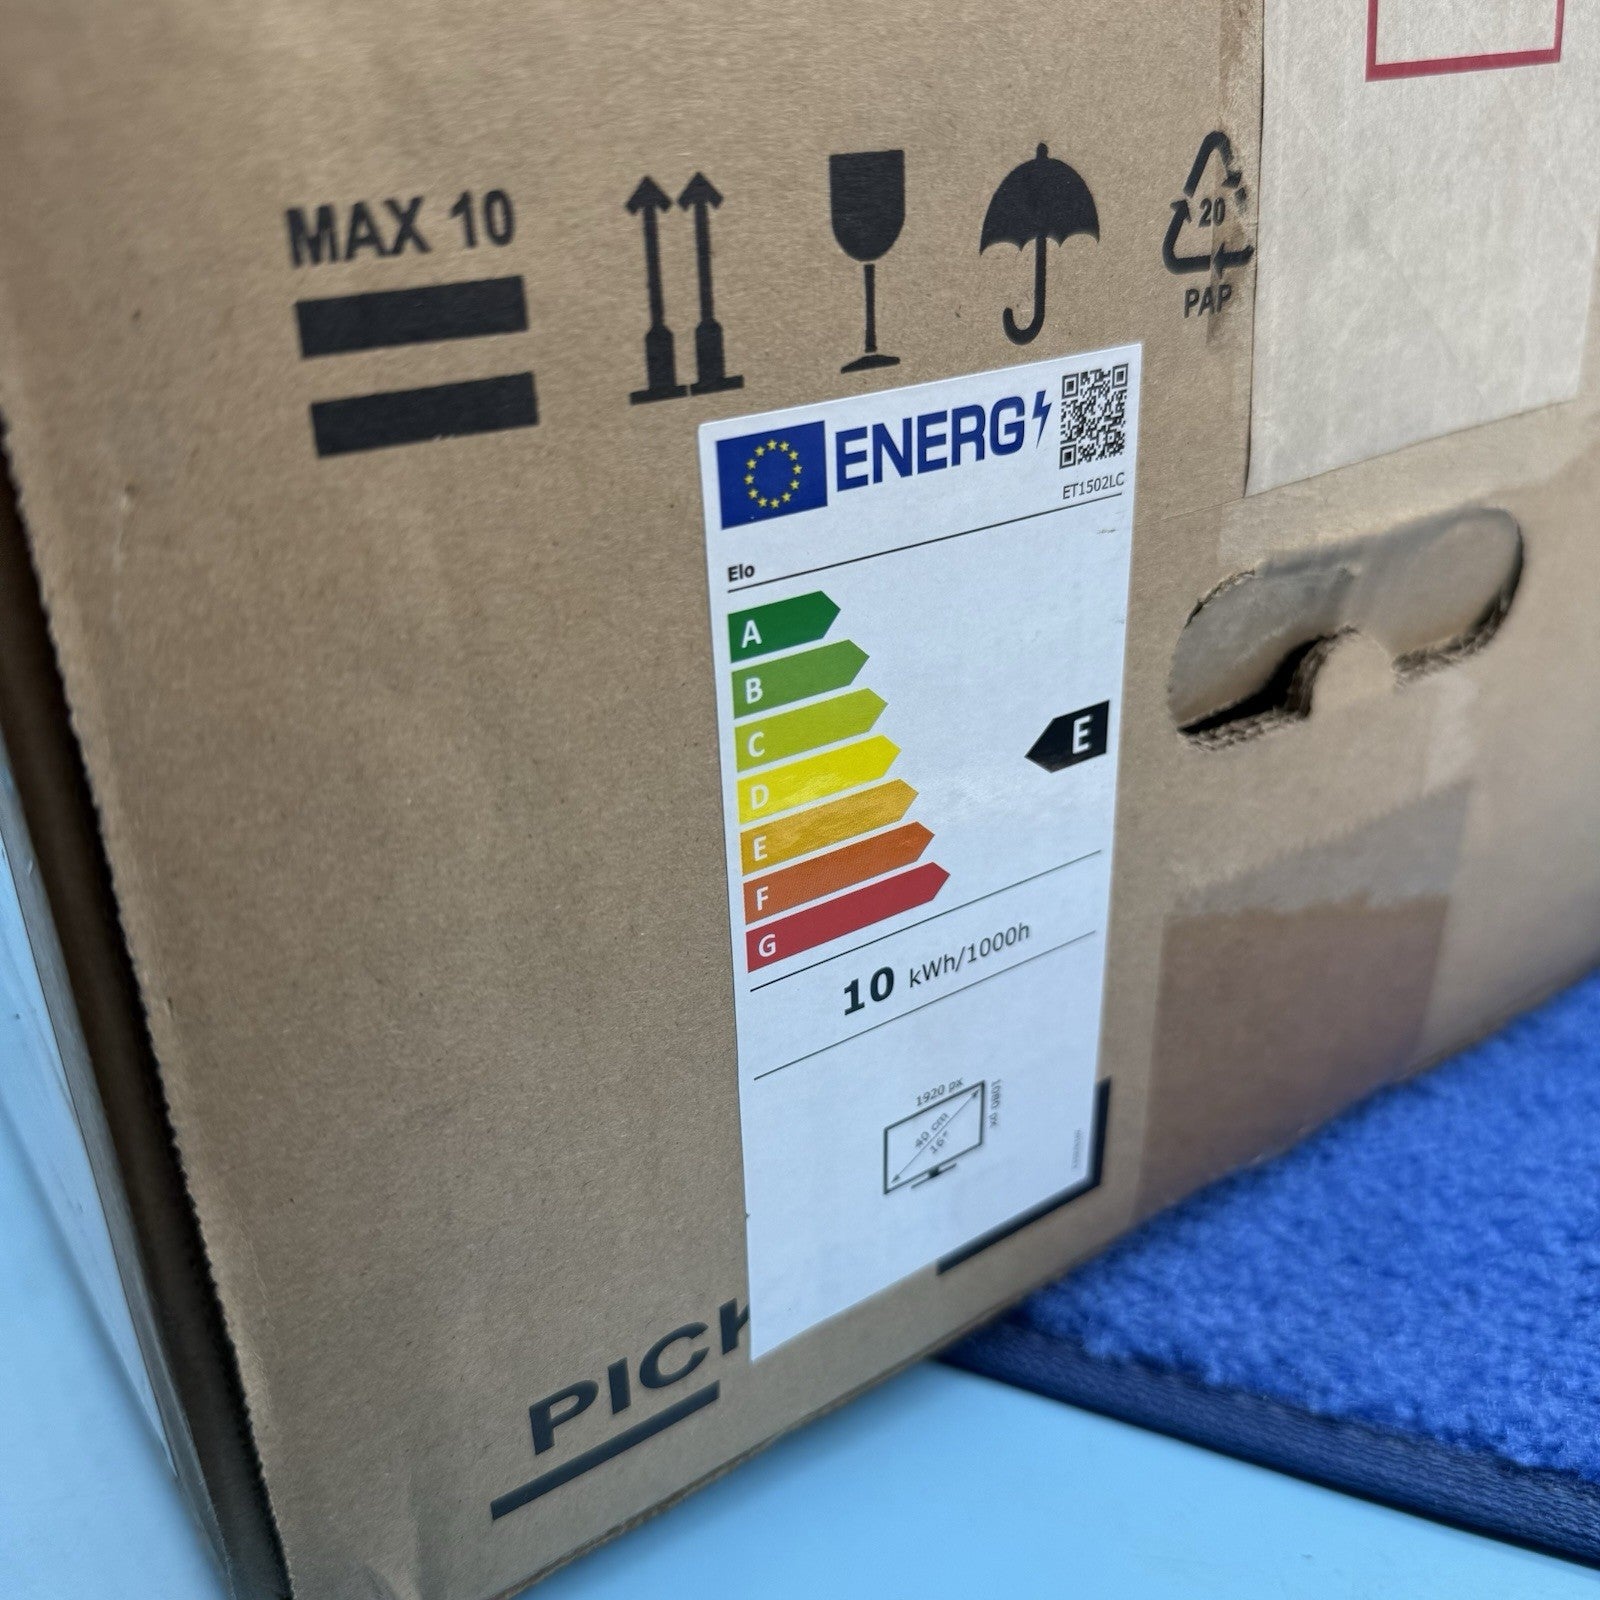 MAX 10
20
PAP
ENERG
ET1502LC
Elo
A
B
C
D
E
E
F
G
10 kWh/1000h
1920 px
1080 px
40 cm
16"
PICK